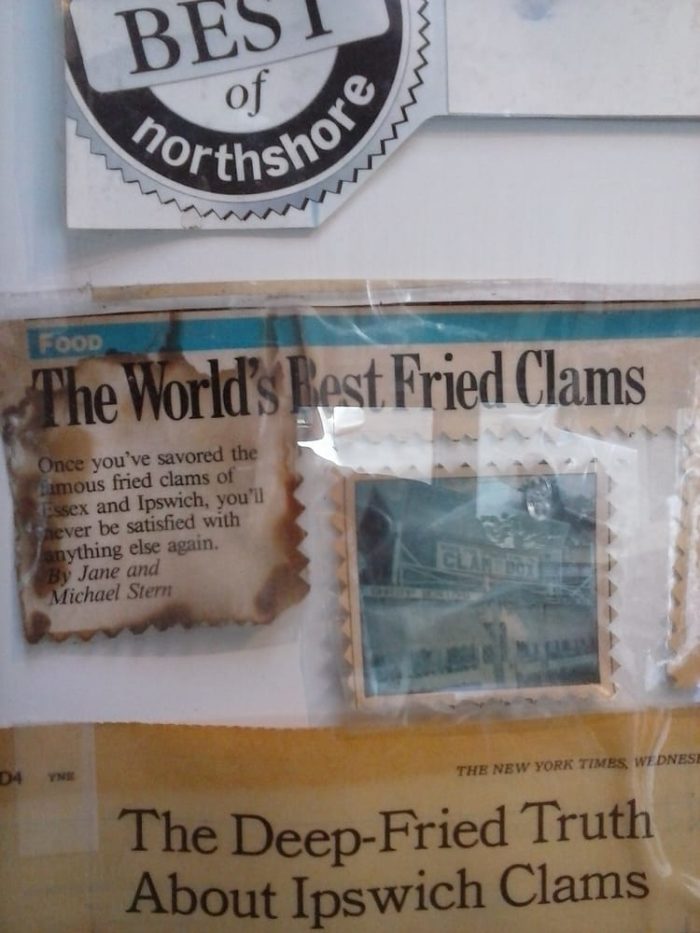 BEST
of
northshore
FOOD
The World's Best Fried Clams
Once you've savored the
famous fried clams of
Essex and Ipswich, you'll
never be satisfied with
anything else again.
By Jane and
Michael Stern
CLAM BOX
D4 YNE
THE NEW YORK TIMES, WEDNES
The Deep-Fried Truth
About Ipswich Clams